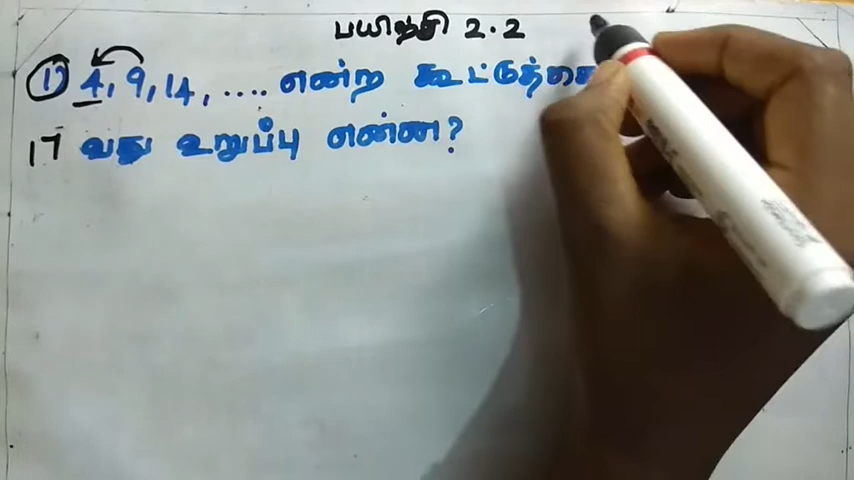 பயிற்சி 2.2
1) 4, 9, 14, .... என்ற
17 வது உறுப்பு என்ன?